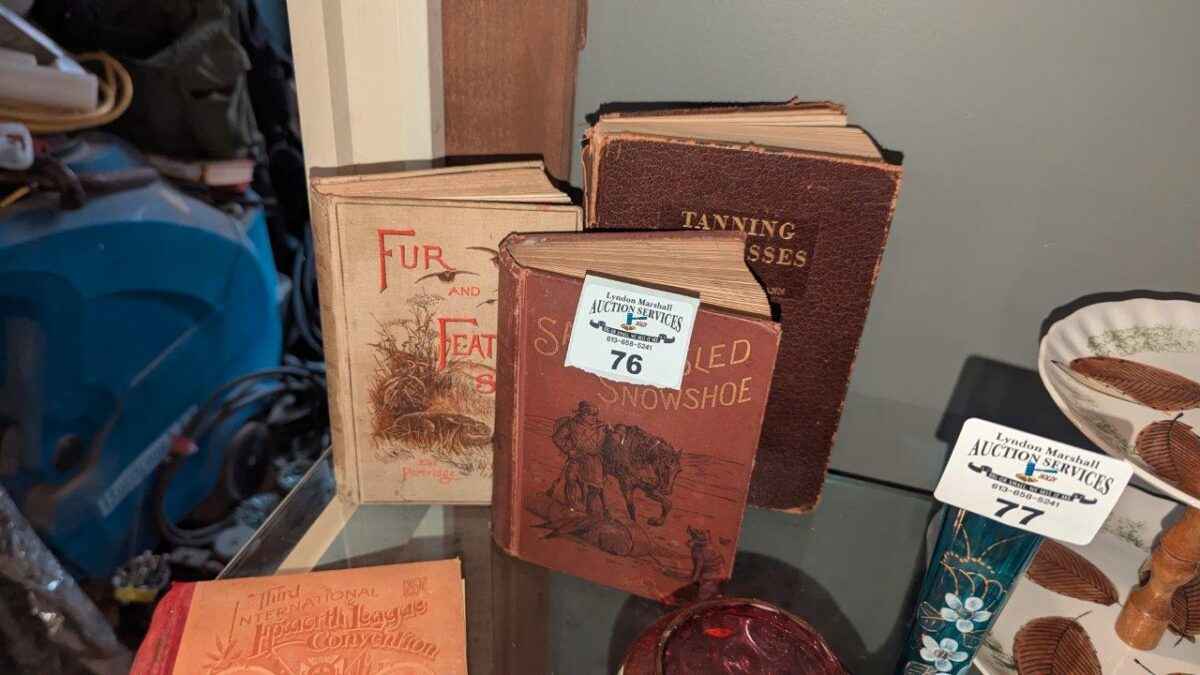 FUR
AND
FEAT
S
TANNING
SSES
S
DLED
SNOWSHOE
Lyndon Marshall
AUCTION SERVICES
613-658-5241
76
Lyndon Marshall
AUCTION SERVICES
613-658-5241
77
Third
INTERNATIONAL
Epworth League
Convention